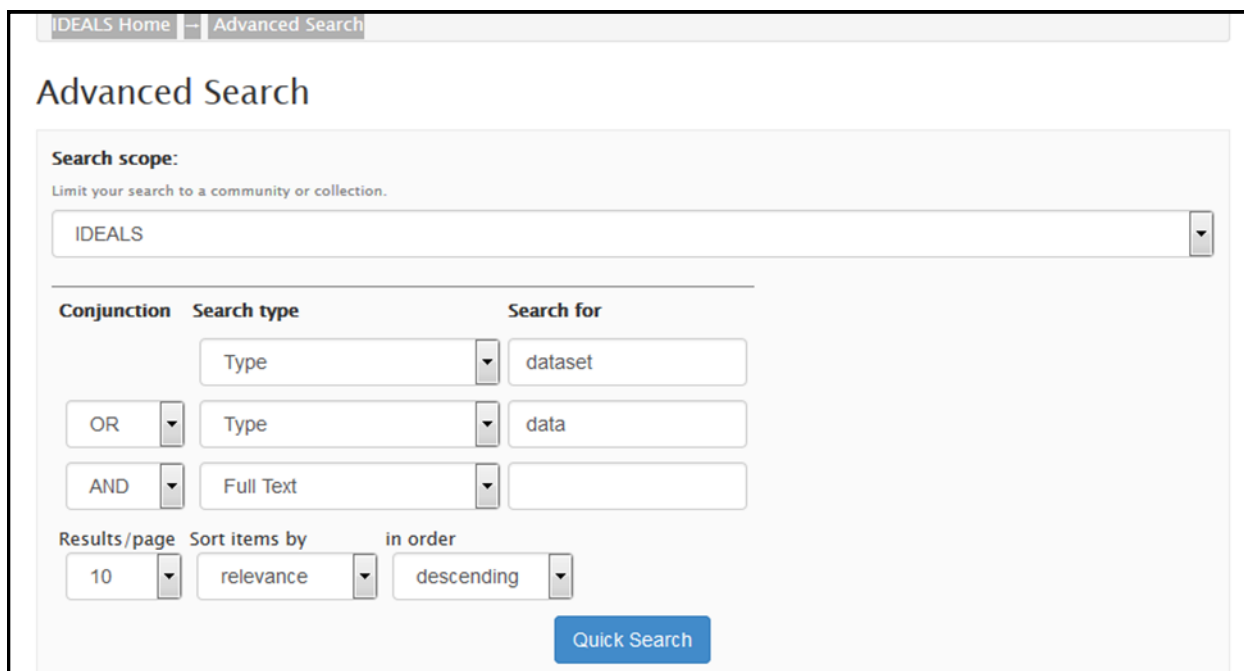 IDEALS Home → Advanced Search
Advanced Search
Search scope:
Limit your search to a community or collection.
IDEALS
Conjunction Search type Search for
Type dataset
OR Type data
AND Full Text
Results/page Sort items by in order
10 relevance descending
Quick Search